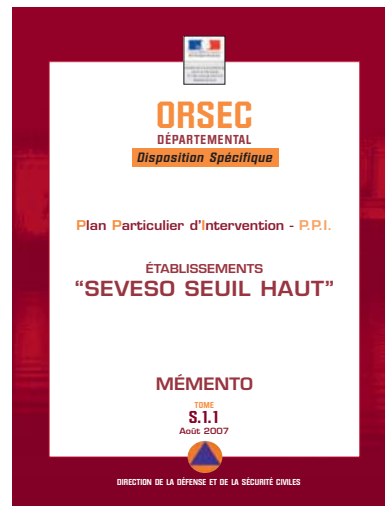 ORSEC
DÉPARTEMENTAL
Disposition Spécifique
Plan Particulier d'Intervention - P.P.I.
ÉTABLISSEMENTS
“SEVESO SEUIL HAUT”
MÉMENTO
TOME
S.1.1
Août 2007
DIRECTION DE LA DÉFENSE ET DE LA SÉCURITÉ CIVILES